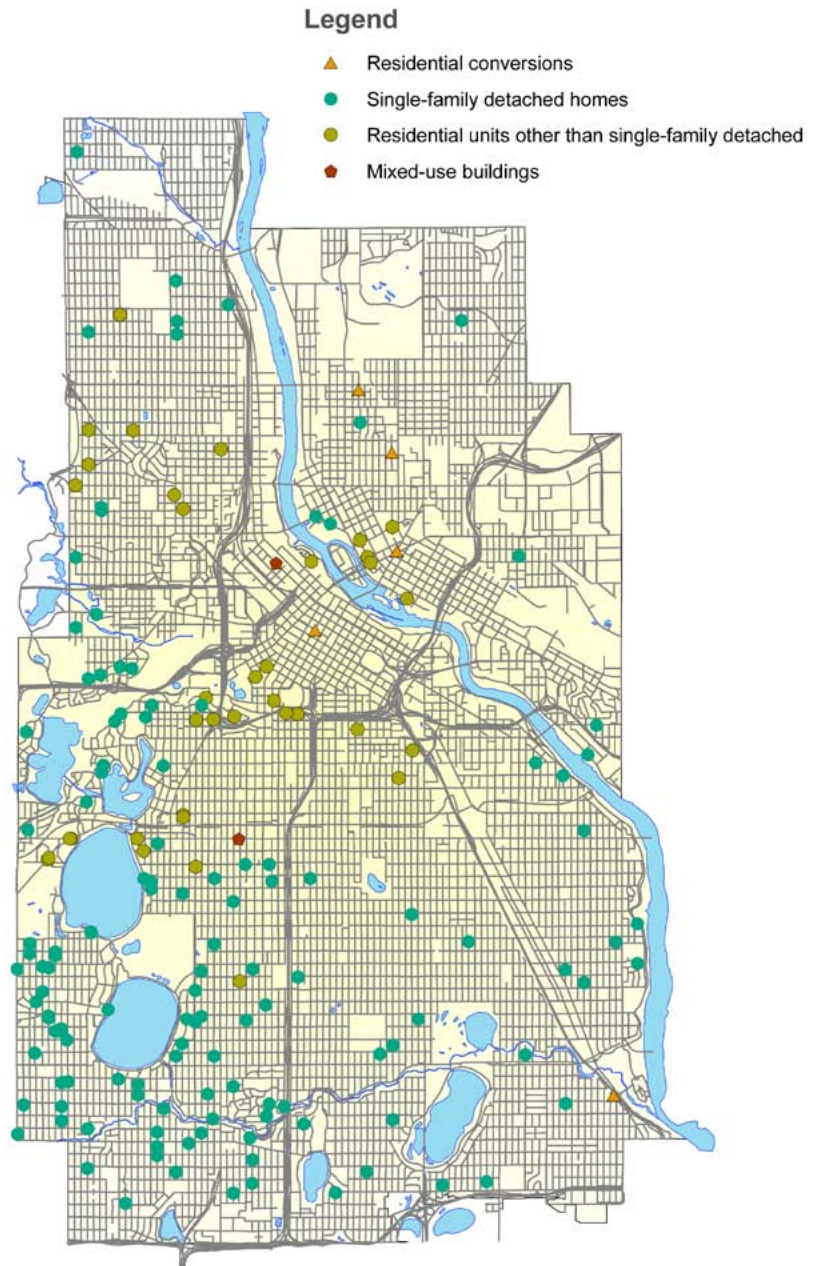 Legend
Residential conversions
Single-family detached homes
Residential units other than single-family detached
Mixed-use buildings